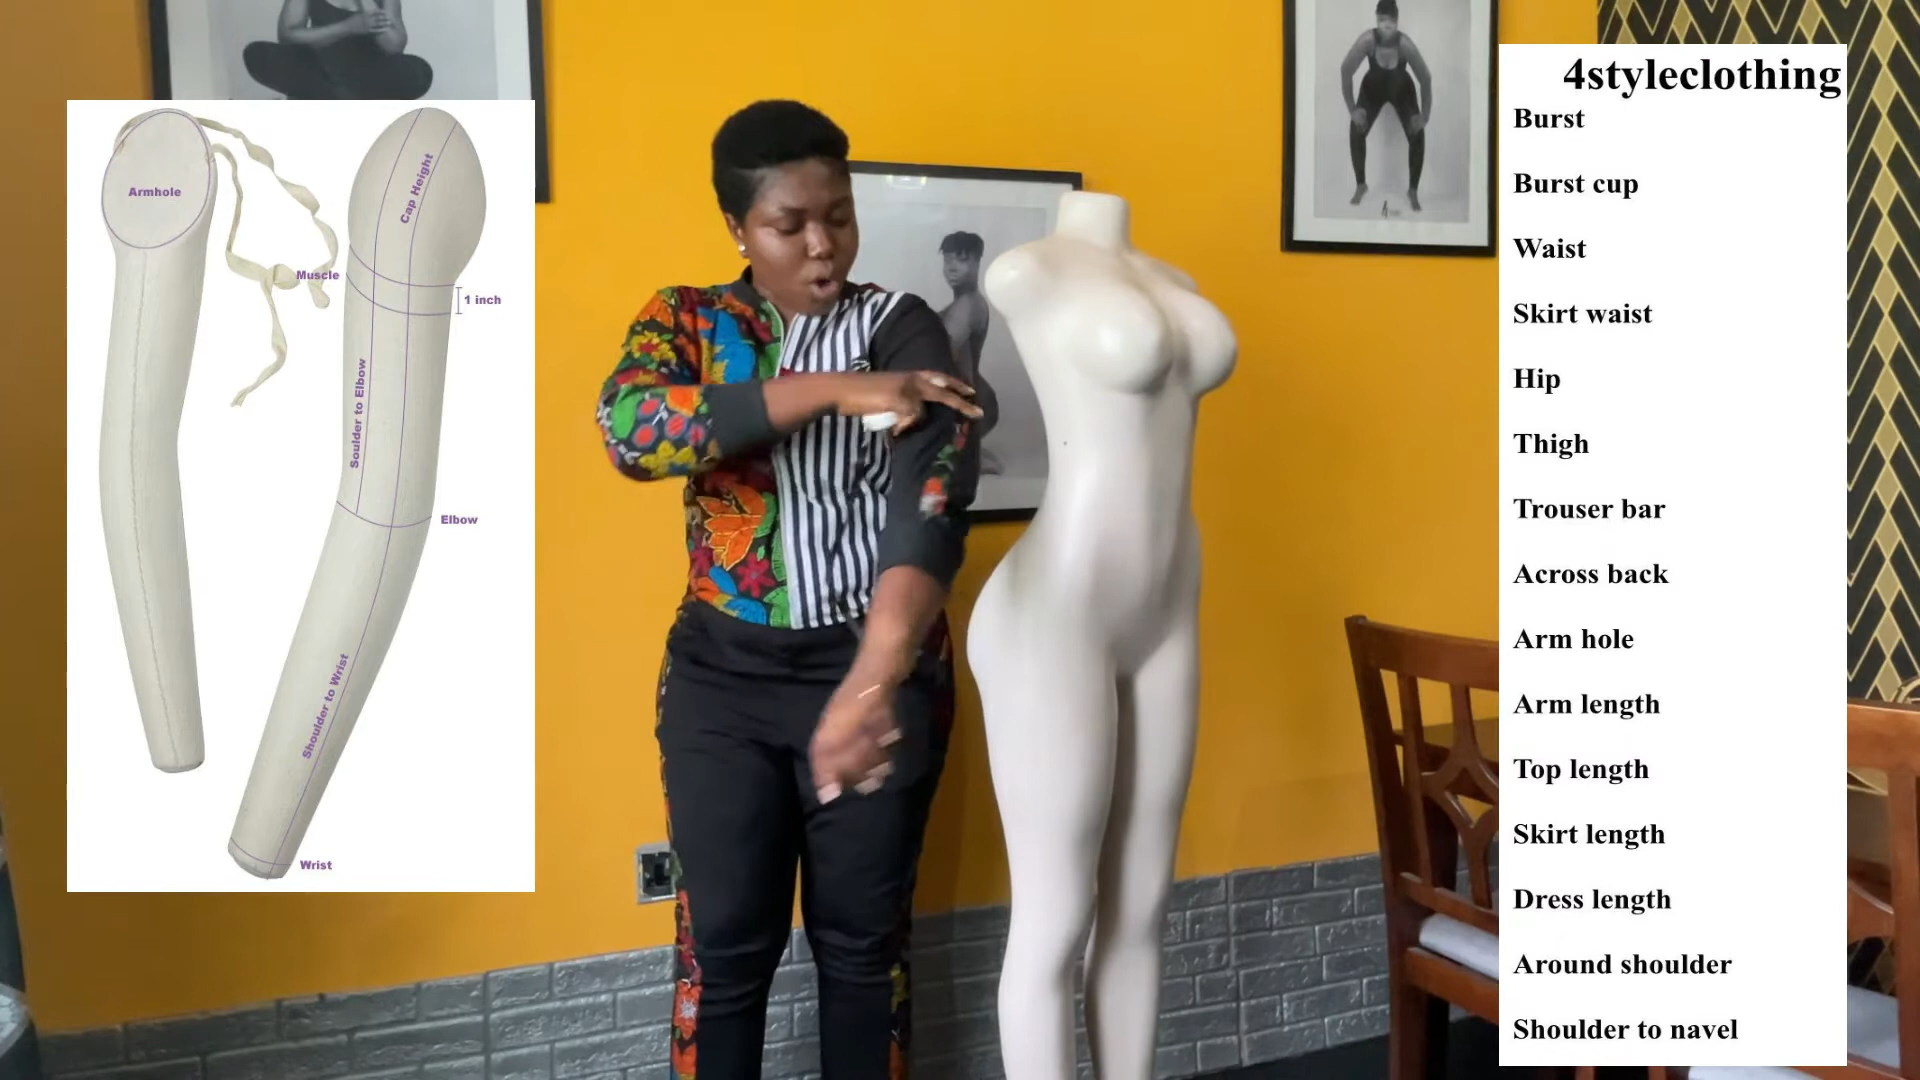 Armhole
Cap Height
Muscle
1 inch
Soulder to Elbow
Elbow
Shoulder to Wrist
Wrist
4styleclothing
Burst
Burst cup
Waist
Skirt waist
Hip
Thigh
Trouser bar
Across back
Arm hole
Arm length
Top length
Skirt length
Dress length
Around shoulder
Shoulder to navel